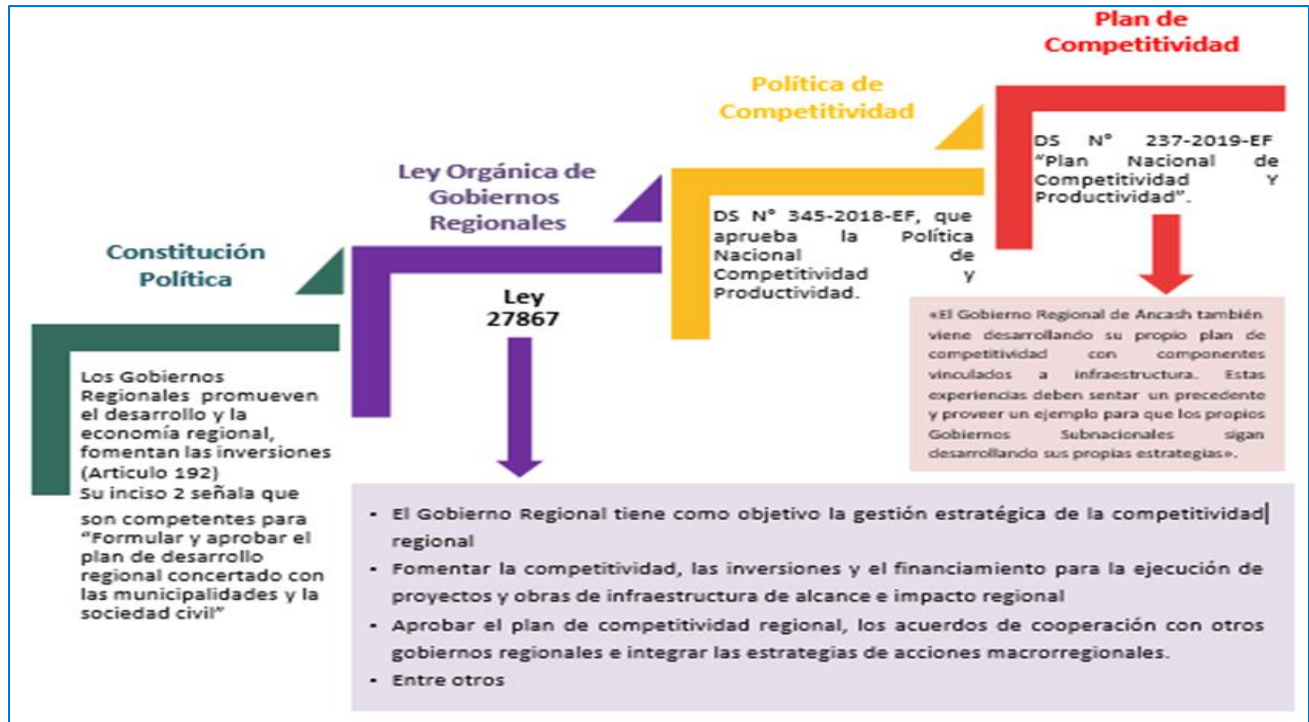 Constitución
Política
Los Gobiernos
Regionales promueven
el desarrollo y la
economía regional,
fomentan las inversiones
(Articulo 192)
Su inciso 2 señala que
son competentes para
“Formular y aprobar el
plan de desarrollo
regional concertado con
las municipalidades y la
sociedad civil”
Ley Orgánica de
Gobiernos
Regionales
Ley
27867
▪ El Gobierno Regional tiene como objetivo la gestión estratégica de la competitividad
regional
▪ Fomentar la competitividad, las inversiones y el financiamiento para la ejecución de
proyectos y obras de infraestructura de alcance e impacto regional
▪ Aprobar el plan de competitividad regional, los acuerdos de cooperación con otros
gobiernos regionales e integrar las estrategias de acciones macrorregionales.
▪ Entre otros
Política de
Competitividad
DS N° 345-2018-EF, que
aprueba la Política
Nacional de
Competitividad y
Productividad.
Plan de
Competitividad
DS N° 237-2019-EF
“Plan Nacional de
Competitividad Y
Productividad”.
«El Gobierno Regional de Áncash también
viene desarrollando su propio plan de
competitividad con componentes
vinculados a infraestructura. Estas
experiencias deben sentar un precedente
y proveer un ejemplo para que los propios
Gobiernos Subnacionales sigan
desarrollando sus propias estrategias».